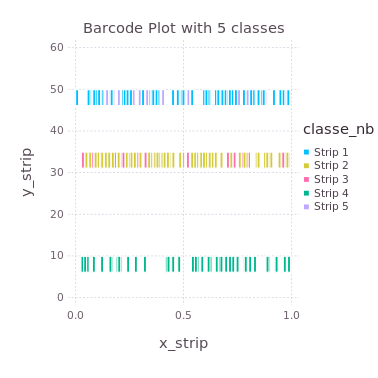 Barcode Plot with 5 classes
60
50
40
30
20
10
0
y_strip
0.0
0.5
1.0
x_strip
classe_nb
Strip 1
Strip 2
Strip 3
Strip 4
Strip 5